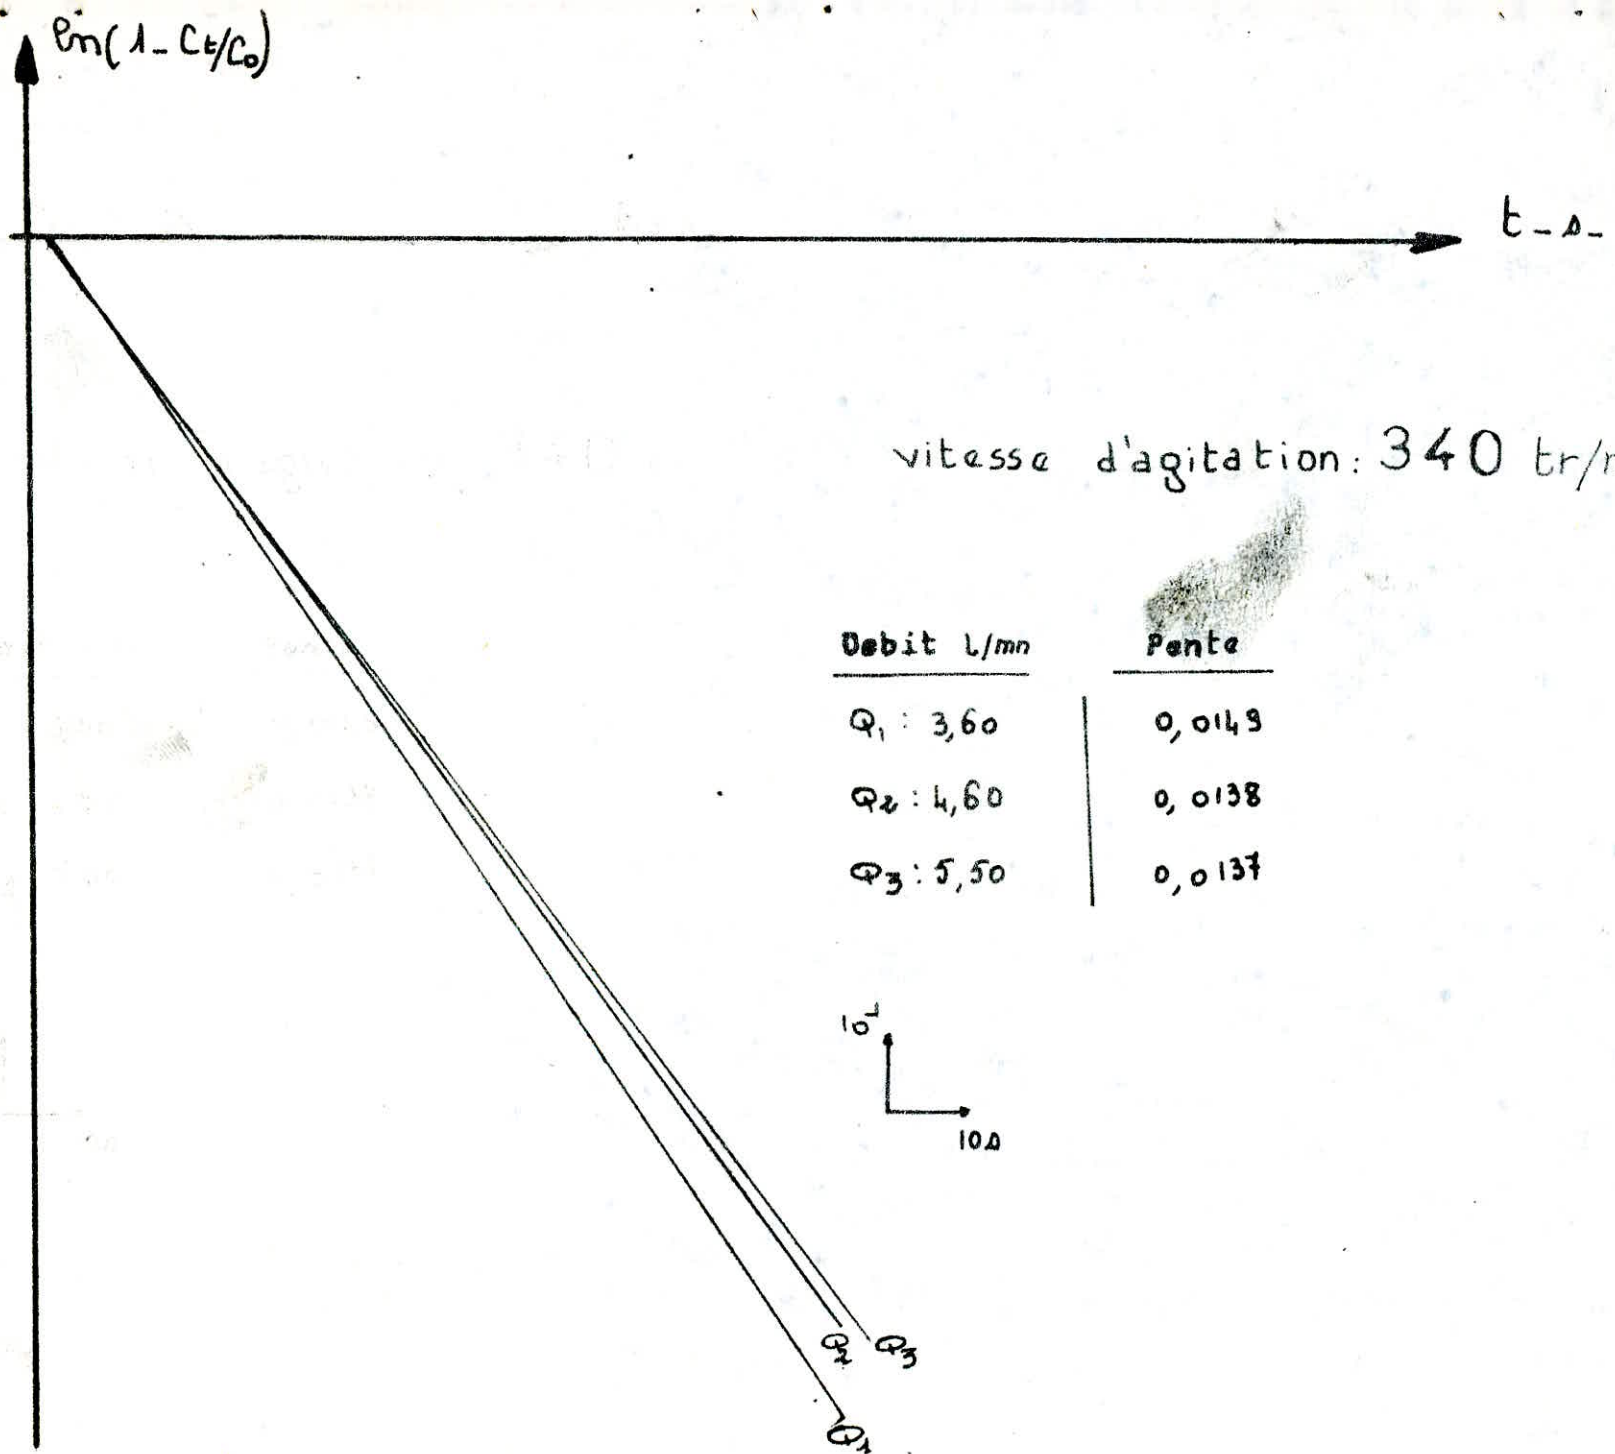 ln(1-Ct/C₀)
t-s-
vitesse d'agitation: 340 tr/m
Debit l/mn Pente
Q₁ : 3,60 0,0149
Q₂ : 4,60 0,0138
Q₃ : 5,50 0,0137
10⁻¹
10s
Q₂ Q₃
Q₁